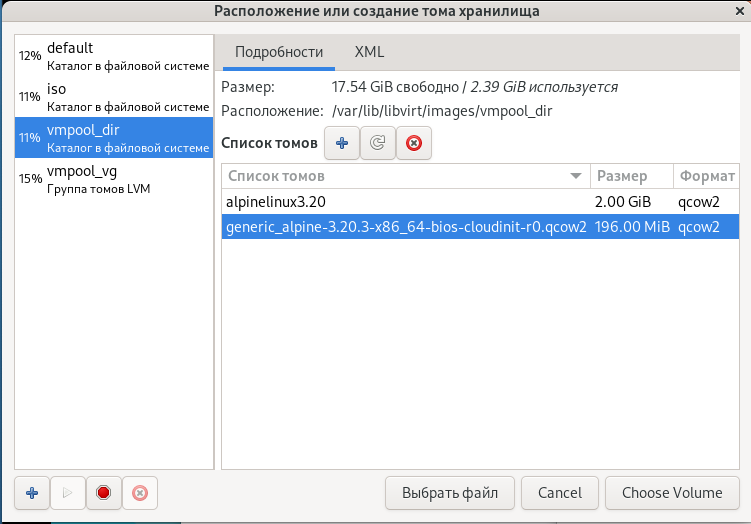 Расположение или создание тома хранилища
12% default
Каталог в файловой системе
11% iso
Каталог в файловой системе
11% vmpool_dir
Каталог в файловой системе
15% vmpool_vg
Группа томов LVM
Подробности XML
Размер: 17.54 GiB свободно / 2.39 GiB используется
Расположение: /var/lib/libvirt/images/vmpool_dir
Список томов
Список томов Размер Формат
alpinelinux3.20 2.00 GiB qcow2
generic_alpine-3.20.3-x86_64-bios-cloudinit-r0.qcow2 196.00 MiB qcow2
Выбрать файл Cancel Choose Volume